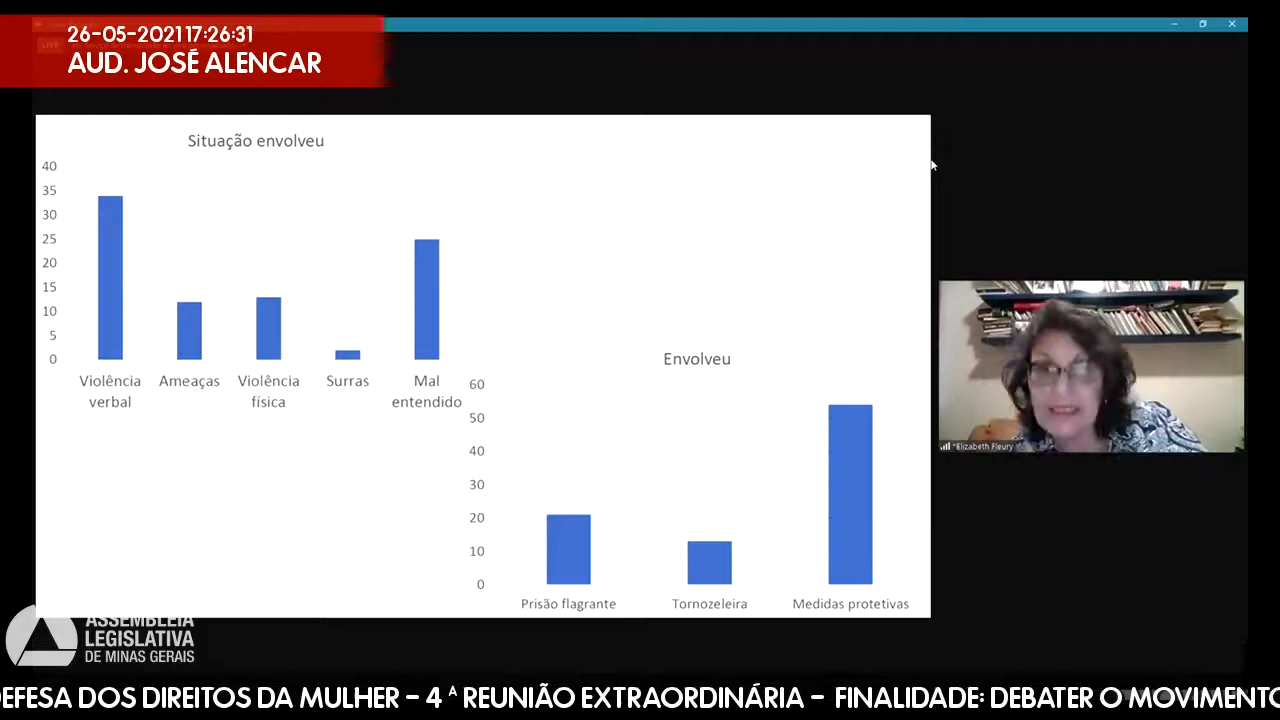 26-05-2021 17:26:31
AUD. JOSÉ ALENCAR
Situação envolveu
40
35
30
25
20
15
10
5
0
Violência verbal
Ameaças
Violência física
Surras
Mal entendido
Envolveu
60
50
40
30
20
10
0
Prisão flagrante
Tornozeleira
Medidas protetivas
*Elizabeth Fleury
ASSEMBLEIA
LEGISLATIVA
DE MINAS GERAIS
DEFESA DOS DIREITOS DA MULHER - 4 ª REUNIÃO EXTRAORDINÁRIA - FINALIDADE: DEBATER O MOVIMENTO